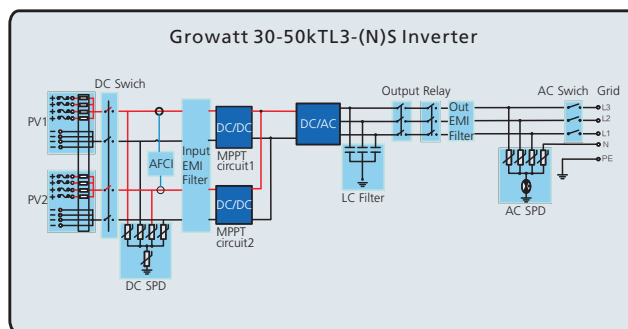 Growatt 30-50kTL3-(N)S Inverter
DC Swich
Output Relay
AC Swich
Grid
PV1
PV2
AFCI
Input
EMI
Filter
DC/DC
MPPT
circuit1
DC/DC
MPPT
circuit2
DC/AC
LC Filter
Out
EMI
Filter
L3
L2
L1
N
PE
DC SPD
AC SPD